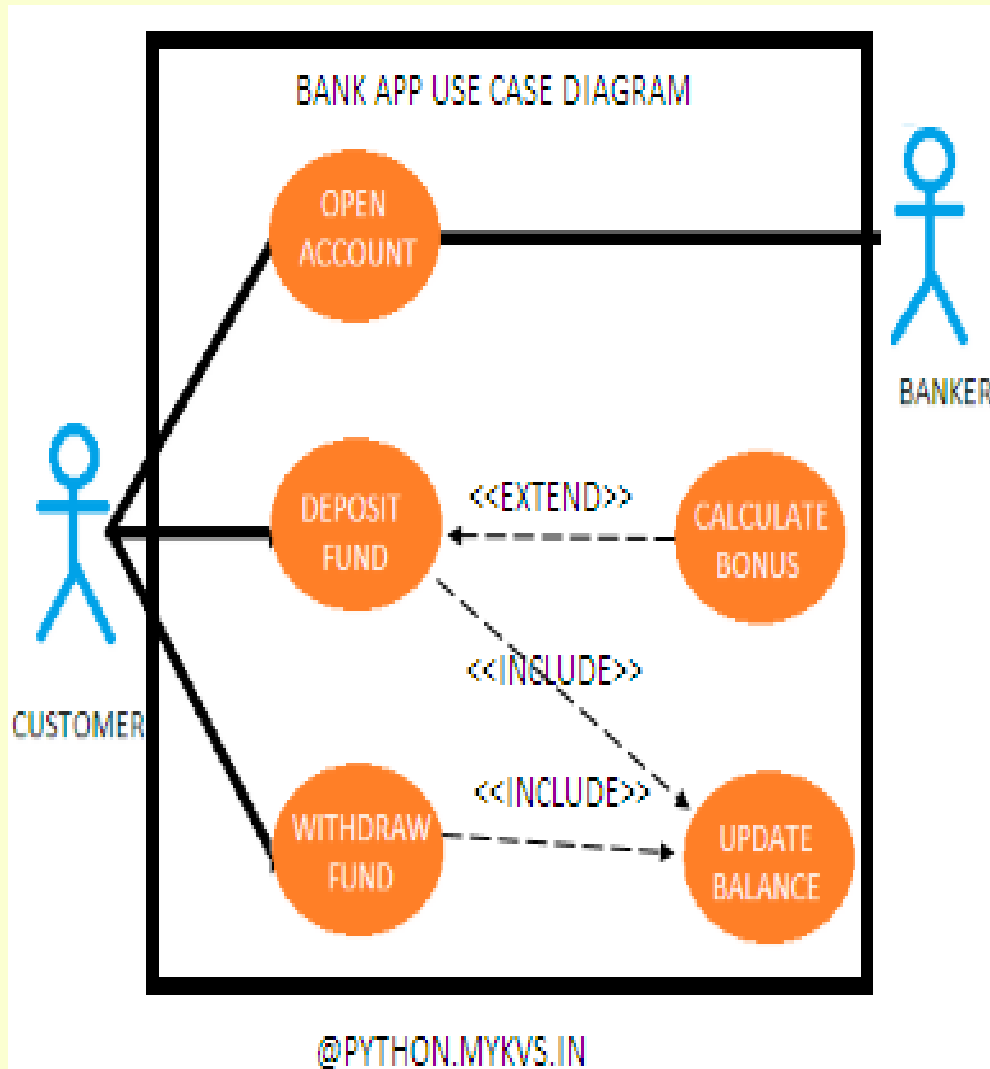 BANK APP USE CASE DIAGRAM
OPEN
ACCOUNT
BANKER
DEPOSIT
FUND
<<EXTEND>>
CALCULATE
BONUS
<<INCLUDE>>
CUSTOMER
<<INCLUDE>>
WITHDRAW
FUND
UPDATE
BALANCE
@PYTHON.MYKVS.IN